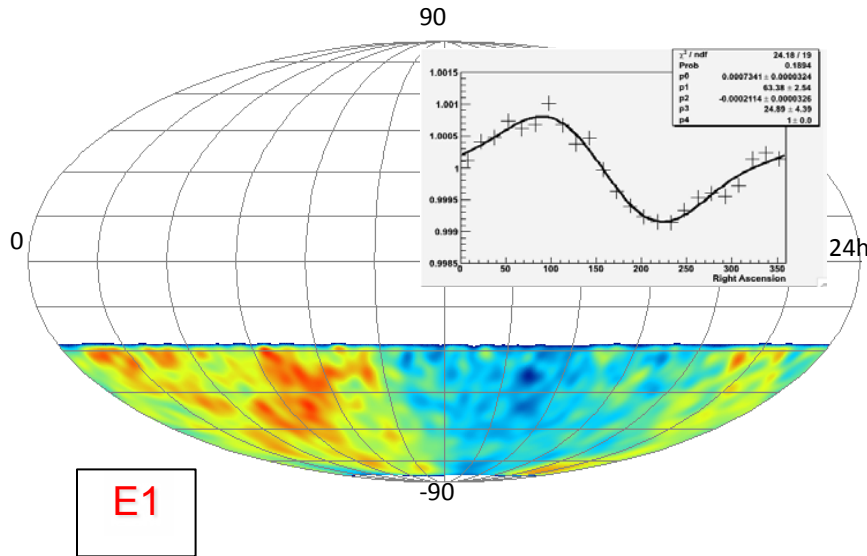 90
χ² / ndf 24.18 / 19
Prob 0.1894
p0 0.0007341 ± 0.0000324
p1 63.38 ± 2.54
p2 -0.0002114 ± 0.0000326
p3 24.89 ± 4.39
p4 1 ± 0.0
1.0015
1.001
1.0005
1
0.9995
0.999
0.9985
0 50 100 150 200 250 300 350
Right Ascension
0
24h
-90
E1